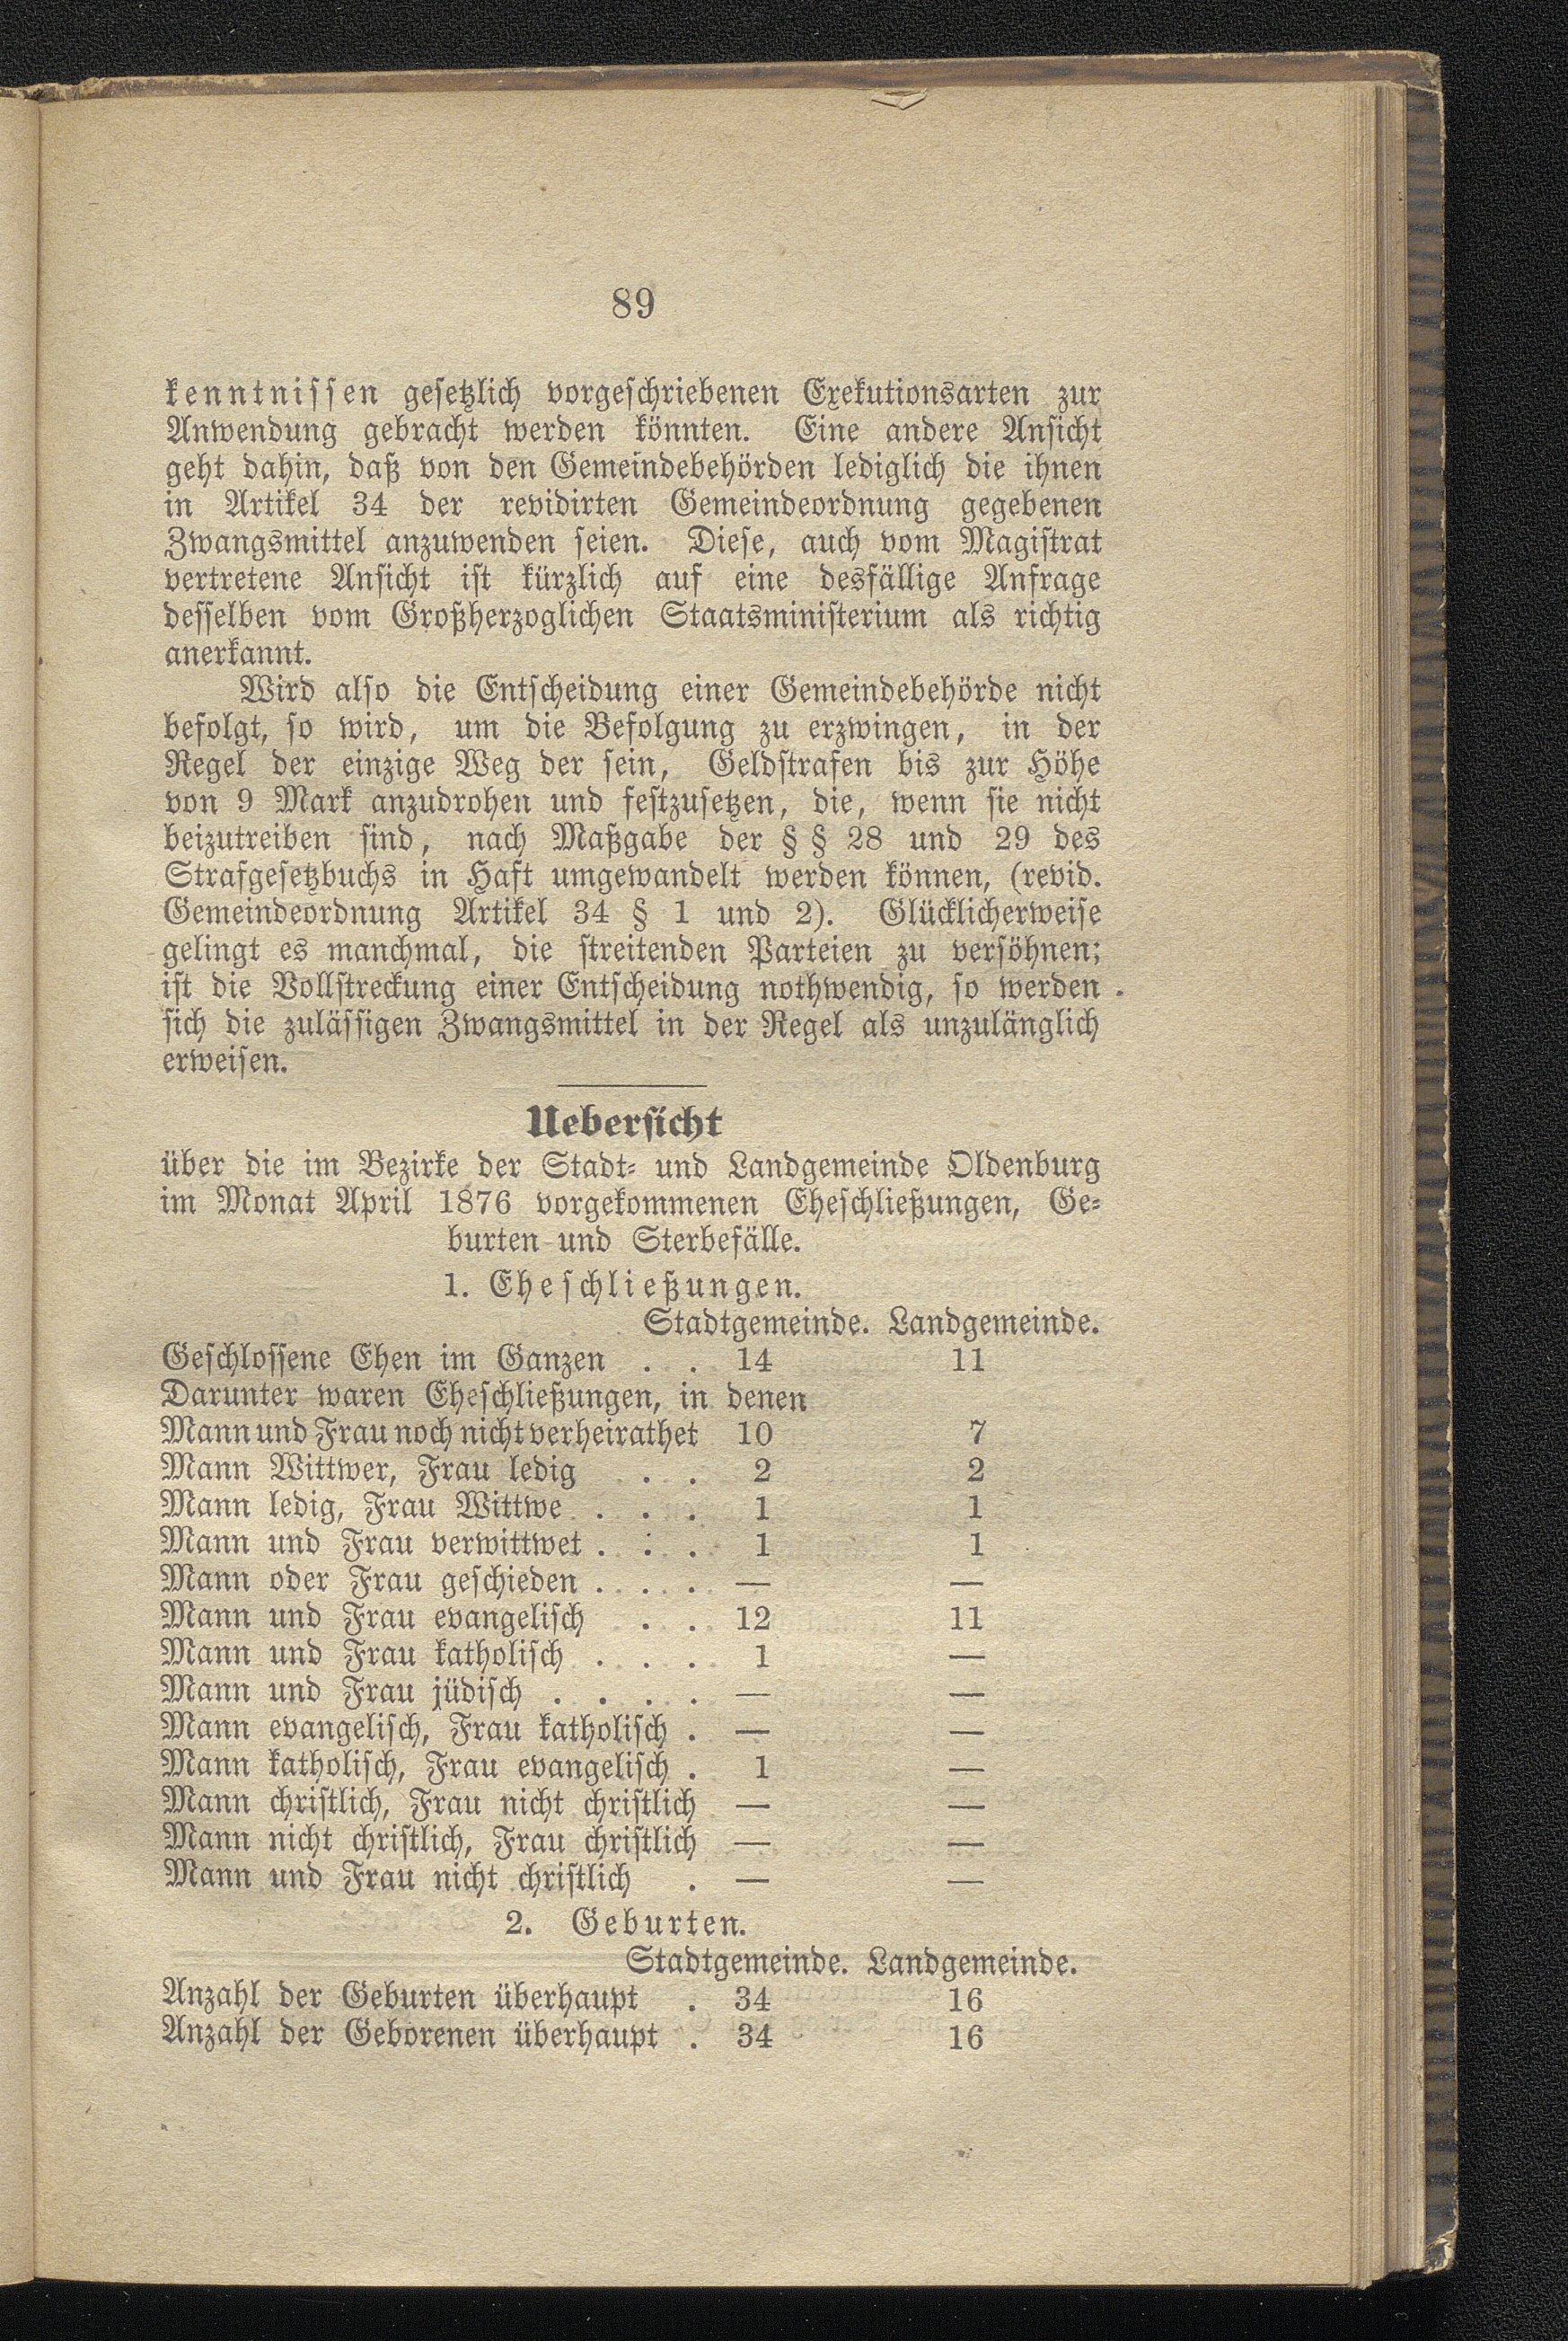 89
kenntnissen gesetzlich vorgeschriebenen Exekutionsarten zur
Anwendung gebracht werden könnten. Eine andere Ansicht
geht dahin, daß von den Gemeindebehörden lediglich die ihnen
in Artikel 34 der revidirten Gemeindeordnung gegebenen
Zwangsmittel anzuwenden seien. Diese, auch vom Magistrat
vertretene Ansicht ist kürzlich auf eine desfällige Anfrage
desselben vom Großherzoglichen Staatsministerium als richtig
anerkannt.
Wird also die Entscheidung einer Gemeindebehörde nicht
befolgt, so wird, um die Befolgung zu erzwingen, in der
Regel der einzige Weg der sein, Geldstrafen bis zur Höhe
von 9 Mark anzudrohen und festzusetzen, die, wenn sie nicht
beizutreiben sind, nach Maßgabe der § § 28 und 29 des
Strafgesetzbuchs in Haft umgewandelt werden können, (revid.
Gemeindeordnung Artikel 34 § 1 und 2). Glücklicherweise
gelingt es manchmal, die streitenden Parteien zu versöhnen;
ist die Vollstreckung einer Entscheidung nothwendig, so werden
sich die zulässigen Zwangsmittel in der Regel als unzulänglich
erweisen.
Uebersicht
über die im Bezirke der Stadt- und Landgemeinde Oldenburg
im Monat April 1876 vorgekommenen Eheschließungen, Ge-
burten und Sterbefälle.
1. Eheschließungen.
Stadtgemeinde. Landgemeinde.
Geschlossene Ehen im Ganzen . . 14 11
Darunter waren Eheschließungen, in denen
Mann und Frau noch nicht verheirathet 10 7
Mann Wittwer, Frau ledig . . 2 2
Mann ledig, Frau Wittwe . . . 1 1
Mann und Frau verwittwet . . . 1 1
Mann oder Frau geschieden . . . — —
Mann und Frau evangelisch . . 12 11
Mann und Frau katholisch . . . 1 —
Mann und Frau jüdisch . . . . — —
Mann evangelisch, Frau katholisch . — —
Mann katholisch, Frau evangelisch . 1 —
Mann christlich, Frau nicht christlich — —
Mann nicht christlich, Frau christlich — —
Mann und Frau nicht christlich . — —
2. Geburten.
Stadtgemeinde. Landgemeinde.
Anzahl der Geburten überhaupt . 34 16
Anzahl der Geborenen überhaupt . 34 16